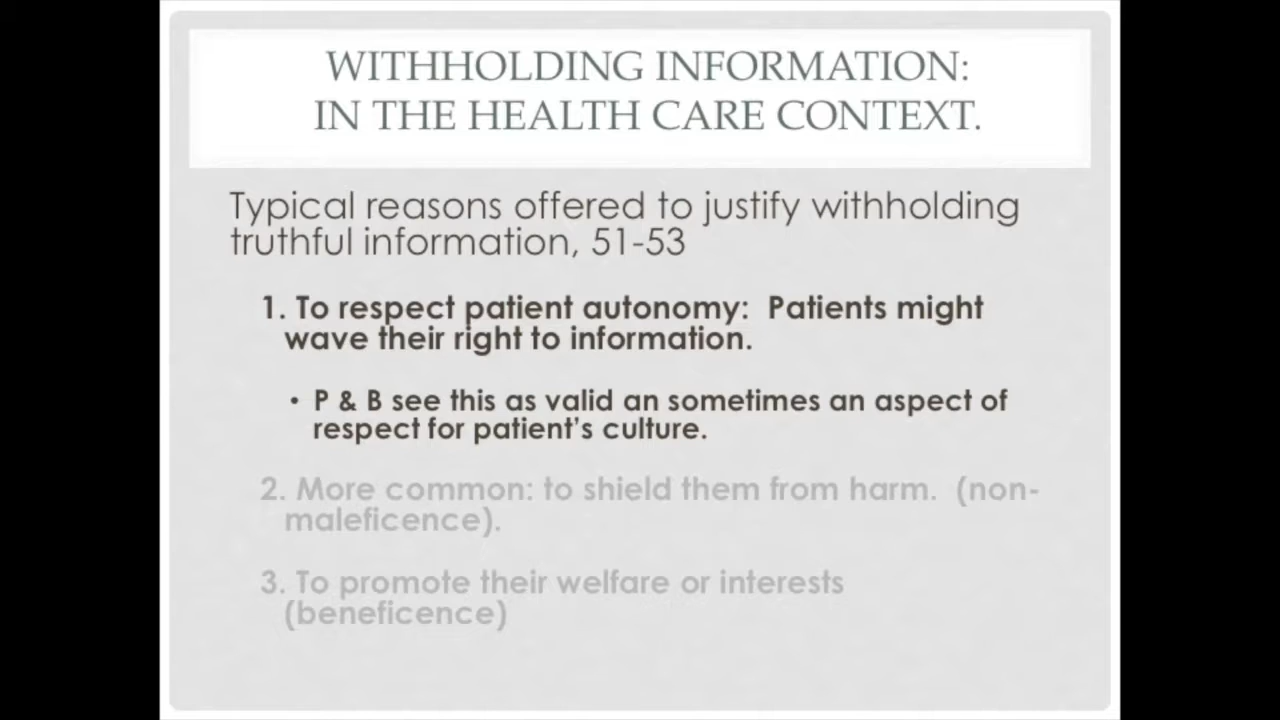 WITHHOLDING INFORMATION:
IN THE HEALTH CARE CONTEXT.
Typical reasons offered to justify withholding
truthful information, 51-53
1. To respect patient autonomy: Patients might
wave their right to information.
• P & B see this as valid an sometimes an aspect of
respect for patient's culture.
2. More common: to shield them from harm. (non-
maleficence).
3. To promote their welfare or interests
(beneficence)